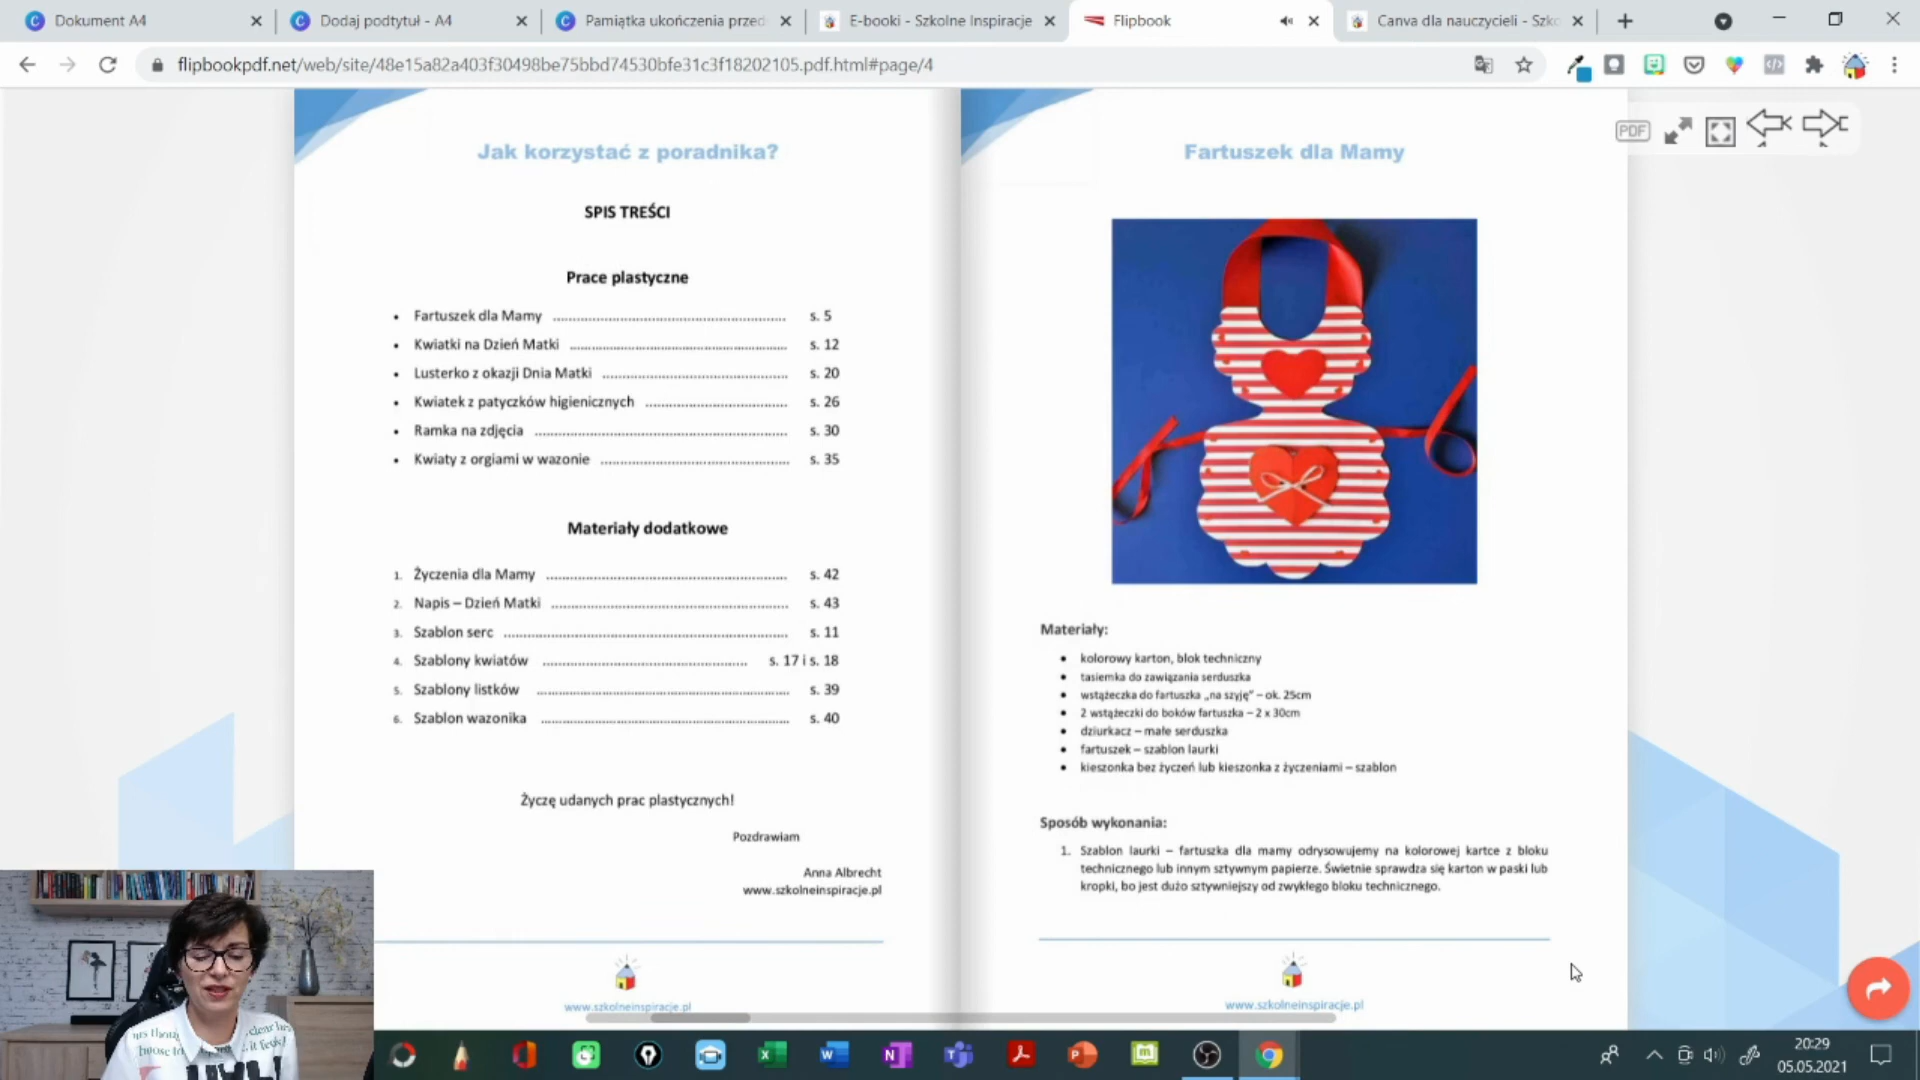 Dokument A4
Dodaj podtytuł - A4
Pamiątka ukończenia przed
E-booki - Szkolne Inspiracje
Flipbook
Canva dla nauczycieli - Szko
flipbookpdf.net/web/site/48e15a82a403f30498be75bbd74530bfe31c3f18202105.pdf.html#page/4
PDF
Jak korzystać z poradnika?
SPIS TREŚCI
Prace plastyczne
• Fartuszek dla Mamy ........ s. 5
• Kwiatki na Dzień Matki ........ s. 12
• Lusterko z okazji Dnia Matki ........ s. 20
• Kwiatek z patyczków higienicznych ........ s. 26
• Ramka na zdjęcia ........ s. 30
• Kwiaty z orgiami w wazonie ........ s. 35
Materiały dodatkowe
1. Życzenia dla Mamy ........ s. 42
2. Napis – Dzień Matki ........ s. 43
3. Szablon serc ........ s. 11
4. Szablony kwiatów ........ s. 17 i s. 18
5. Szablony listków ........ s. 39
6. Szablon wazonika ........ s. 40
Życzę udanych prac plastycznych!
Pozdrawiam
Anna Albrecht
www.szkolneinspiracje.pl
www.szkolneinspiracje.pl
Fartuszek dla Mamy
Materiały:
• kolorowy karton, blok techniczny
• tasiemka do zawiązania serduszka
• wstążeczka do fartuszka „na szyję” – ok. 25cm
• 2 wstążeczki do boków fartuszka – 2 x 30cm
• dziurkacz – małe serduszka
• fartuszek – szablon laurki
• kieszonka bez życzeń lub kieszonka z życzeniami – szablon
Sposób wykonania:
1. Szablon laurki – fartuszka dla mamy odrysowujemy na kolorowej kartce z bloku
technicznego lub innym sztywnym papierze. Świetnie sprawdza się karton w paski lub
kropki, bo jest dużo sztywniejszy od zwykłego bloku technicznego.
www.szkolneinspiracje.pl
20:29
05.05.2021